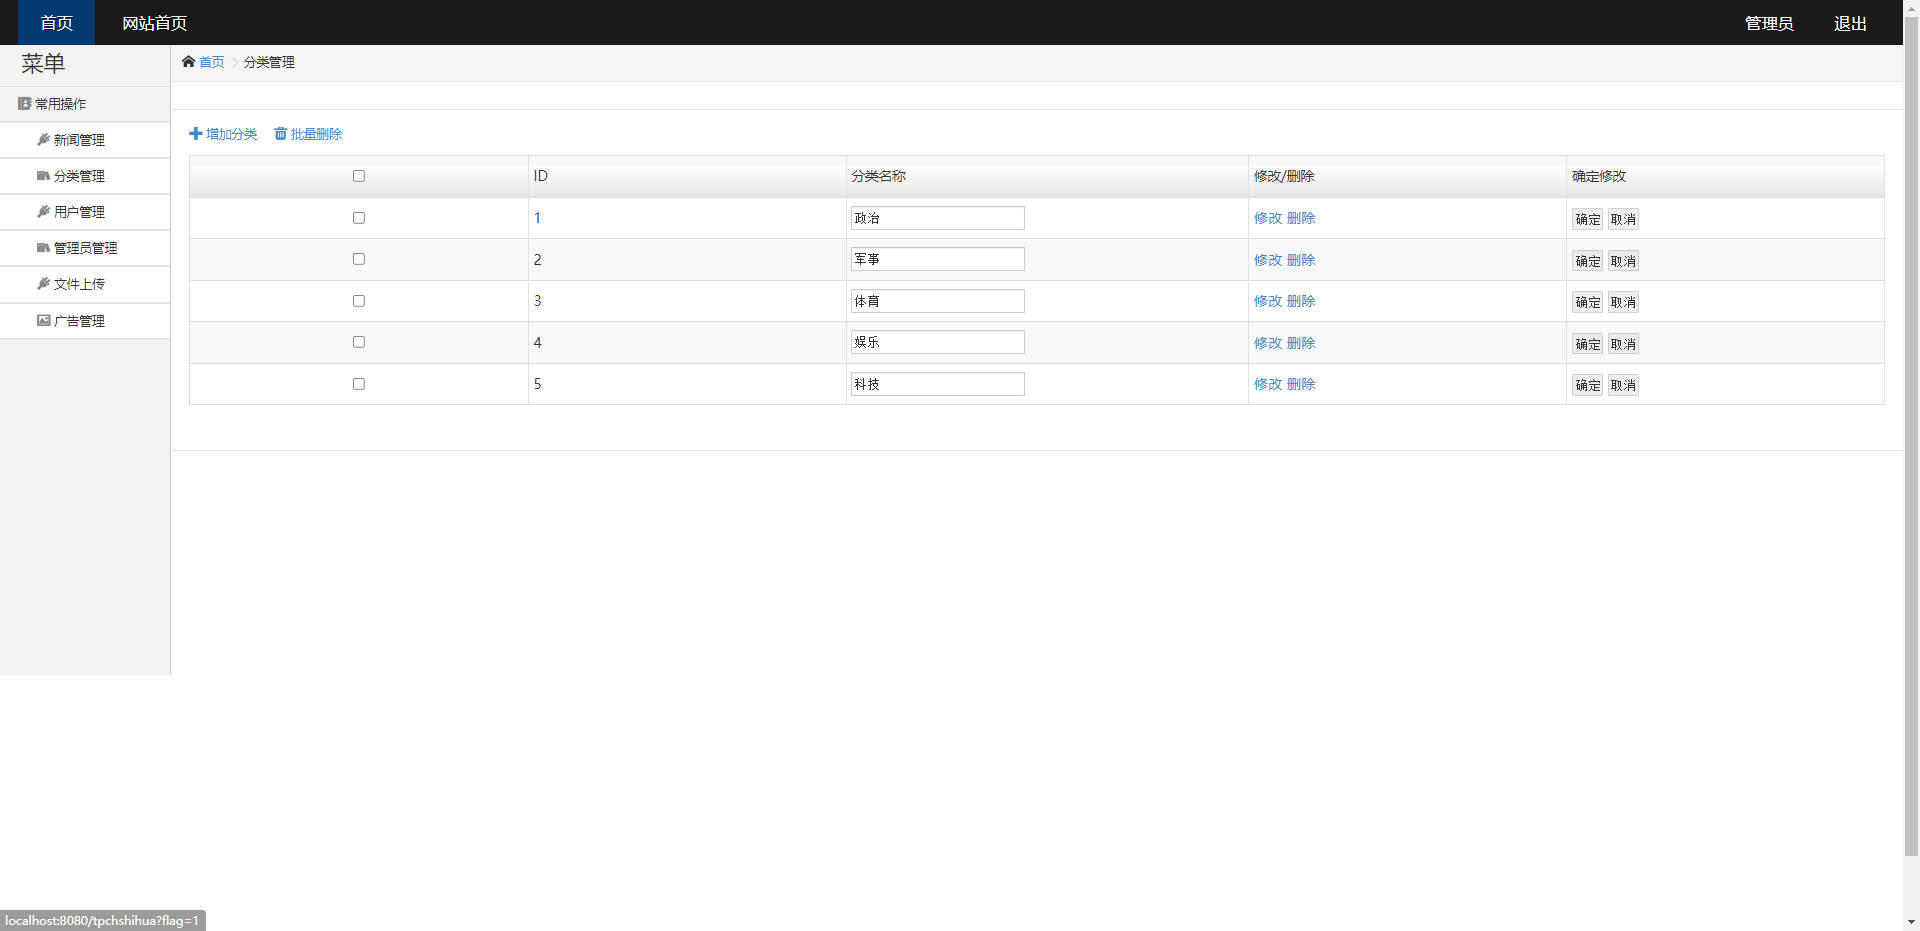 首页 网站首页 管理员 退出
菜单
首页 分类管理
常用操作
新闻管理
分类管理
用户管理
管理员管理
文件上传
广告管理
增加分类 批量删除
ID 分类名称 修改/删除 确定修改
1 政治 修改 删除 确定 取消
2 军事 修改 删除 确定 取消
3 体育 修改 删除 确定 取消
4 娱乐 修改 删除 确定 取消
5 科技 修改 删除 确定 取消
localhost:8080/tpchshihua?flag=1